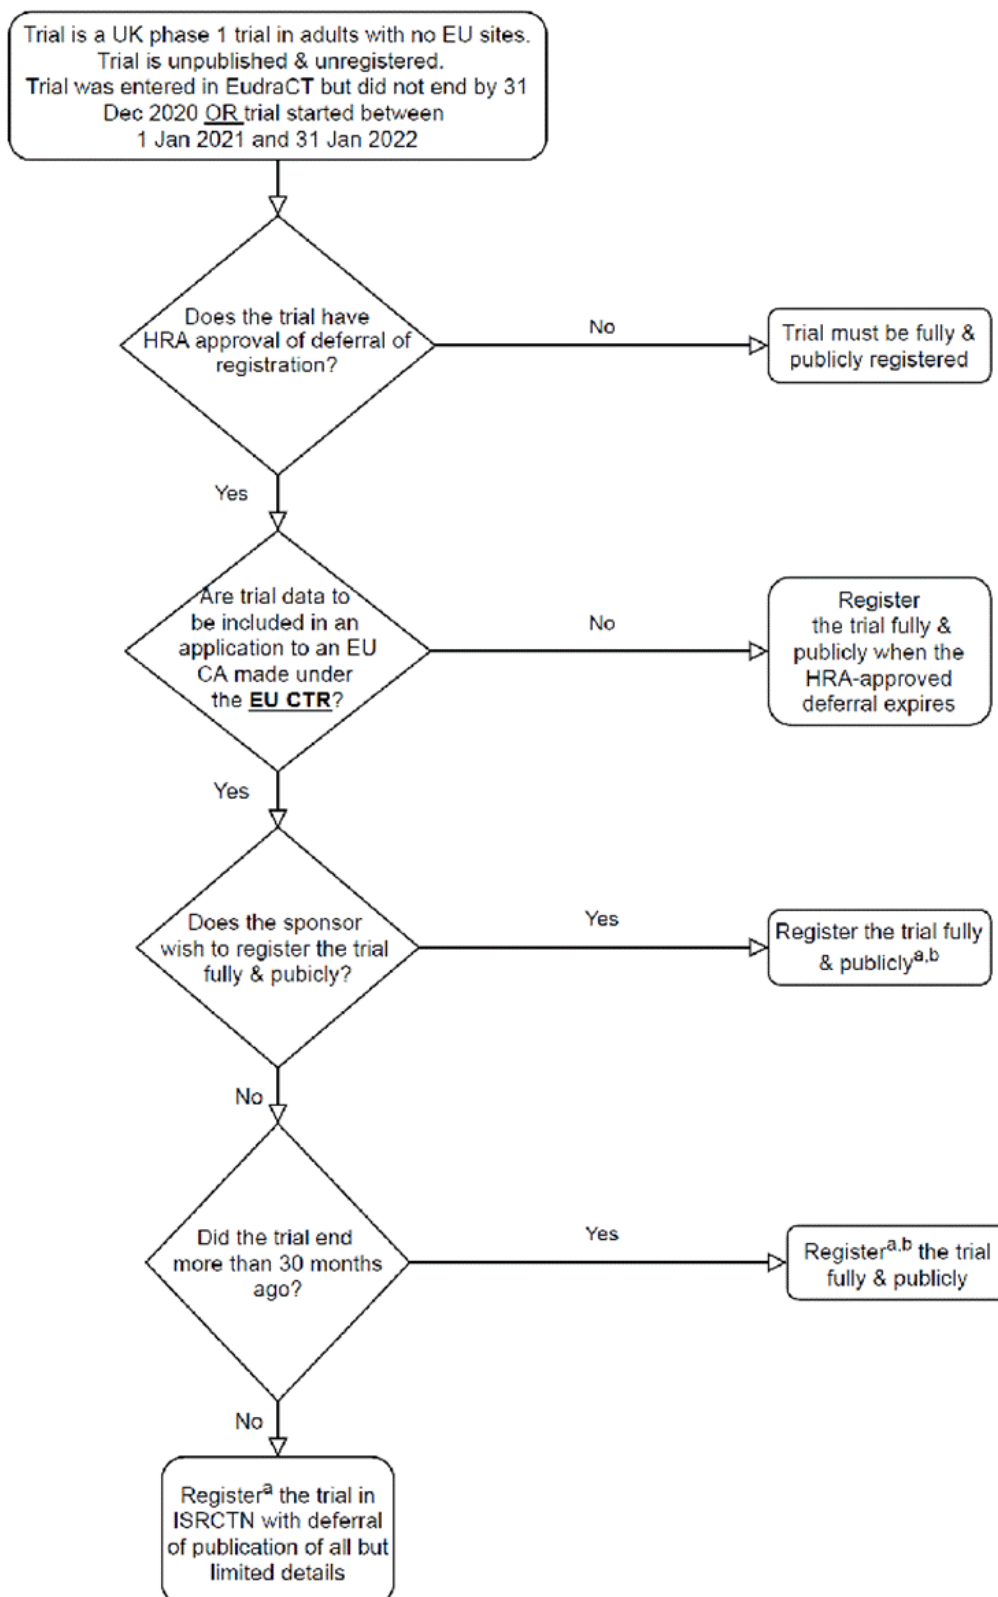 Trial is a UK phase 1 trial in adults with no EU sites.
Trial is unpublished & unregistered.
Trial was entered in EudraCT but did not end by 31
Dec 2020 OR trial started between
1 Jan 2021 and 31 Jan 2022
Does the trial have
HRA approval of deferral of
registration?
No
Trial must be fully &
publicly registered
Yes
Are trial data to
be included in an
application to an EU
CA made under
the EU CTR?
No
Register
the trial fully &
publicly when the
HRA-approved
deferral expires
Yes
Does the sponsor
wish to register the trial
fully & pubicly?
Yes
Register the trial fully
& publicly^a,b
No
Did the trial end
more than 30 months
ago?
Yes
Register^a,b the trial
fully & publicly
No
Register^a the trial in
ISRCTN with deferral
of publication of all but
limited details